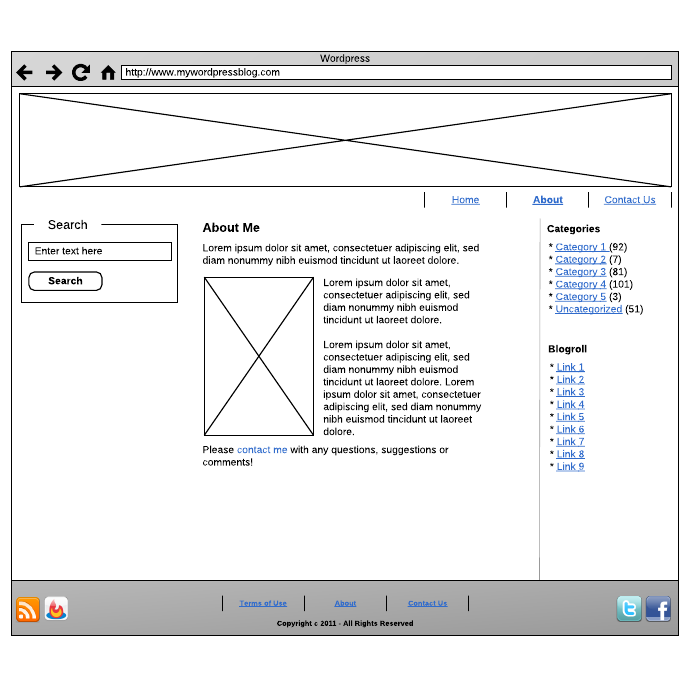 Wordpress
http://www.mywordpressblog.com
Home
About
Contact Us
Search
Enter text here
Search
About Me
Lorem ipsum dolor sit amet, consectetuer adipiscing elit, sed
diam nonummy nibh euismod tincidunt ut laoreet dolore.
Lorem ipsum dolor sit amet,
consectetuer adipiscing elit, sed
diam nonummy nibh euismod
tincidunt ut laoreet dolore.
Lorem ipsum dolor sit amet,
consectetuer adipiscing elit, sed
diam nonummy nibh euismod
tincidunt ut laoreet dolore. Lorem
ipsum dolor sit amet, consectetuer
adipiscing elit, sed diam nonummy
nibh euismod tincidunt ut laoreet
dolore.
Please contact me with any questions, suggestions or
comments!
Categories
* Category 1 (92)
* Category 2 (7)
* Category 3 (81)
* Category 4 (101)
* Category 5 (3)
* Uncategorized (51)
Blogroll
* Link 1
* Link 2
* Link 3
* Link 4
* Link 5
* Link 6
* Link 7
* Link 8
* Link 9
Terms of Use
About
Contact Us
Copyright c 2011 - All Rights Reserved
t
f